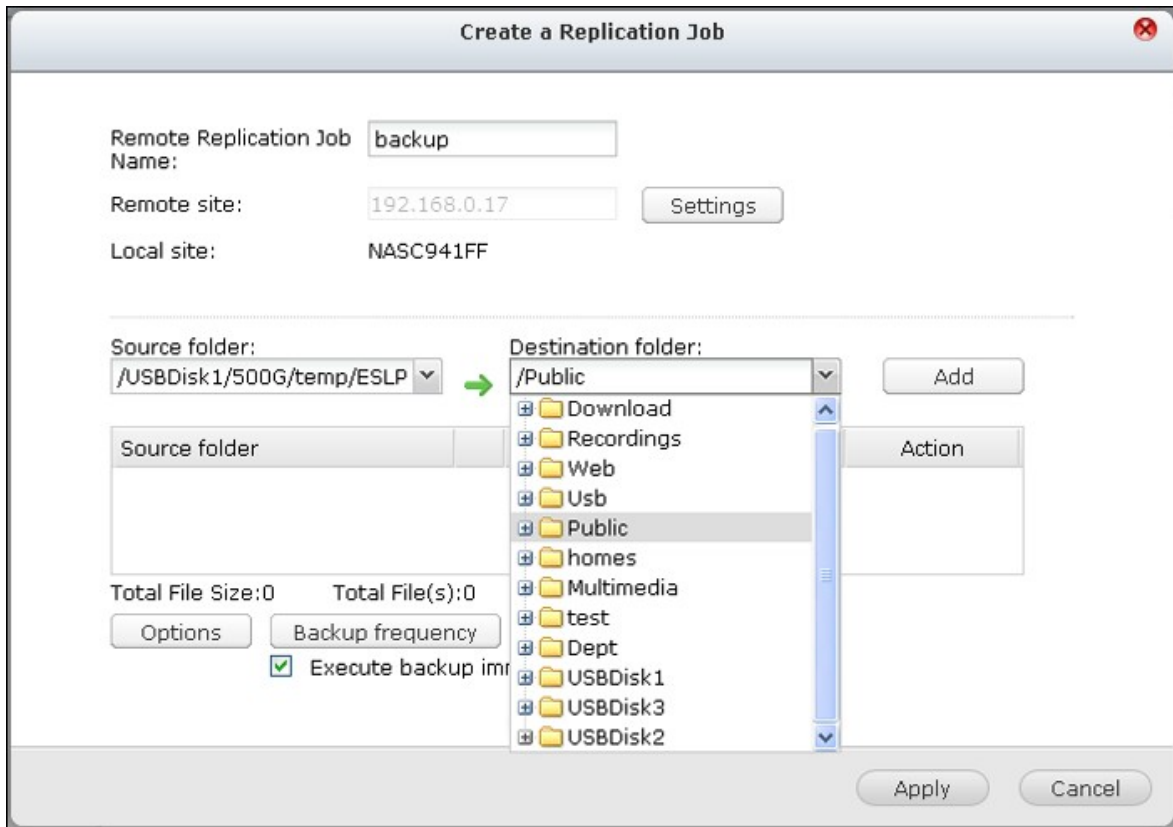 Create a Replication Job
Remote Replication Job
Name:
backup
Remote site:
192.168.0.17
Settings
Local site:
NASC941FF
Source folder:
Destination folder:
/USBDisk1/500G/temp/ESLP
/Public
Add
Download
Recordings
Source folder
Action
Web
Usb
Public
homes
Multimedia
test
Dept
USBDisk1
USBDisk3
USBDisk2
Total File Size:0
Total File(s):0
Options
Backup frequency
Execute backup
Apply
Cancel